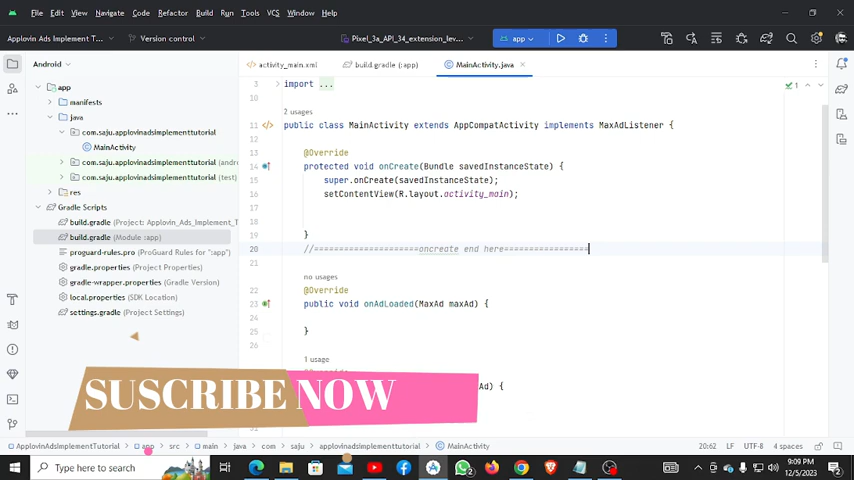 File Edit View Navigate Code Refactor Build Run Tools VCS Window Help
Applovin Ads Implement T... Version control Pixel_3a_API_34_extension_lev... app
Android activity_main.xml build.gradle (:app) MainActivity.java
app
manifests
java
com.saju.applovinadsimplementtutorial
MainActivity
com.saju.applovinadsimplementtutorial (andro
com.saju.applovinadsimplementtutorial (test)
res
Gradle Scripts
build.gradle (Project: Applovin_Ads_Implement_T
build.gradle (Module :app)
proguard-rules.pro (ProGuard Rules for ":app")
gradle.properties (Project Properties)
gradle-wrapper.properties (Gradle Version)
local.properties (SDK Location)
settings.gradle (Project Settings)
3 import ...
10
2 usages
1
11 public class MainActivity extends AppCompatActivity implements MaxAdListener {
12
13 @Override
14 protected void onCreate(Bundle savedInstanceState) {
15 super.onCreate(savedInstanceState);
16 setContentView(R.layout.activity_main);
17
18
19 }
20 //=====================oncreate end here=================
21
no usages
22 @Override
23 public void onAdLoaded(MaxAd maxAd) {
24
25 }
26
1 usage
Ad) {
SUSCRIBE NOW
ApplovinAdsImplementTutorial app src main java com saju applovinadsimplementtutorial MainActivity 20:62 LF UTF-8 4 spaces
Type here to search
9:09 PM
12/5/2023
2